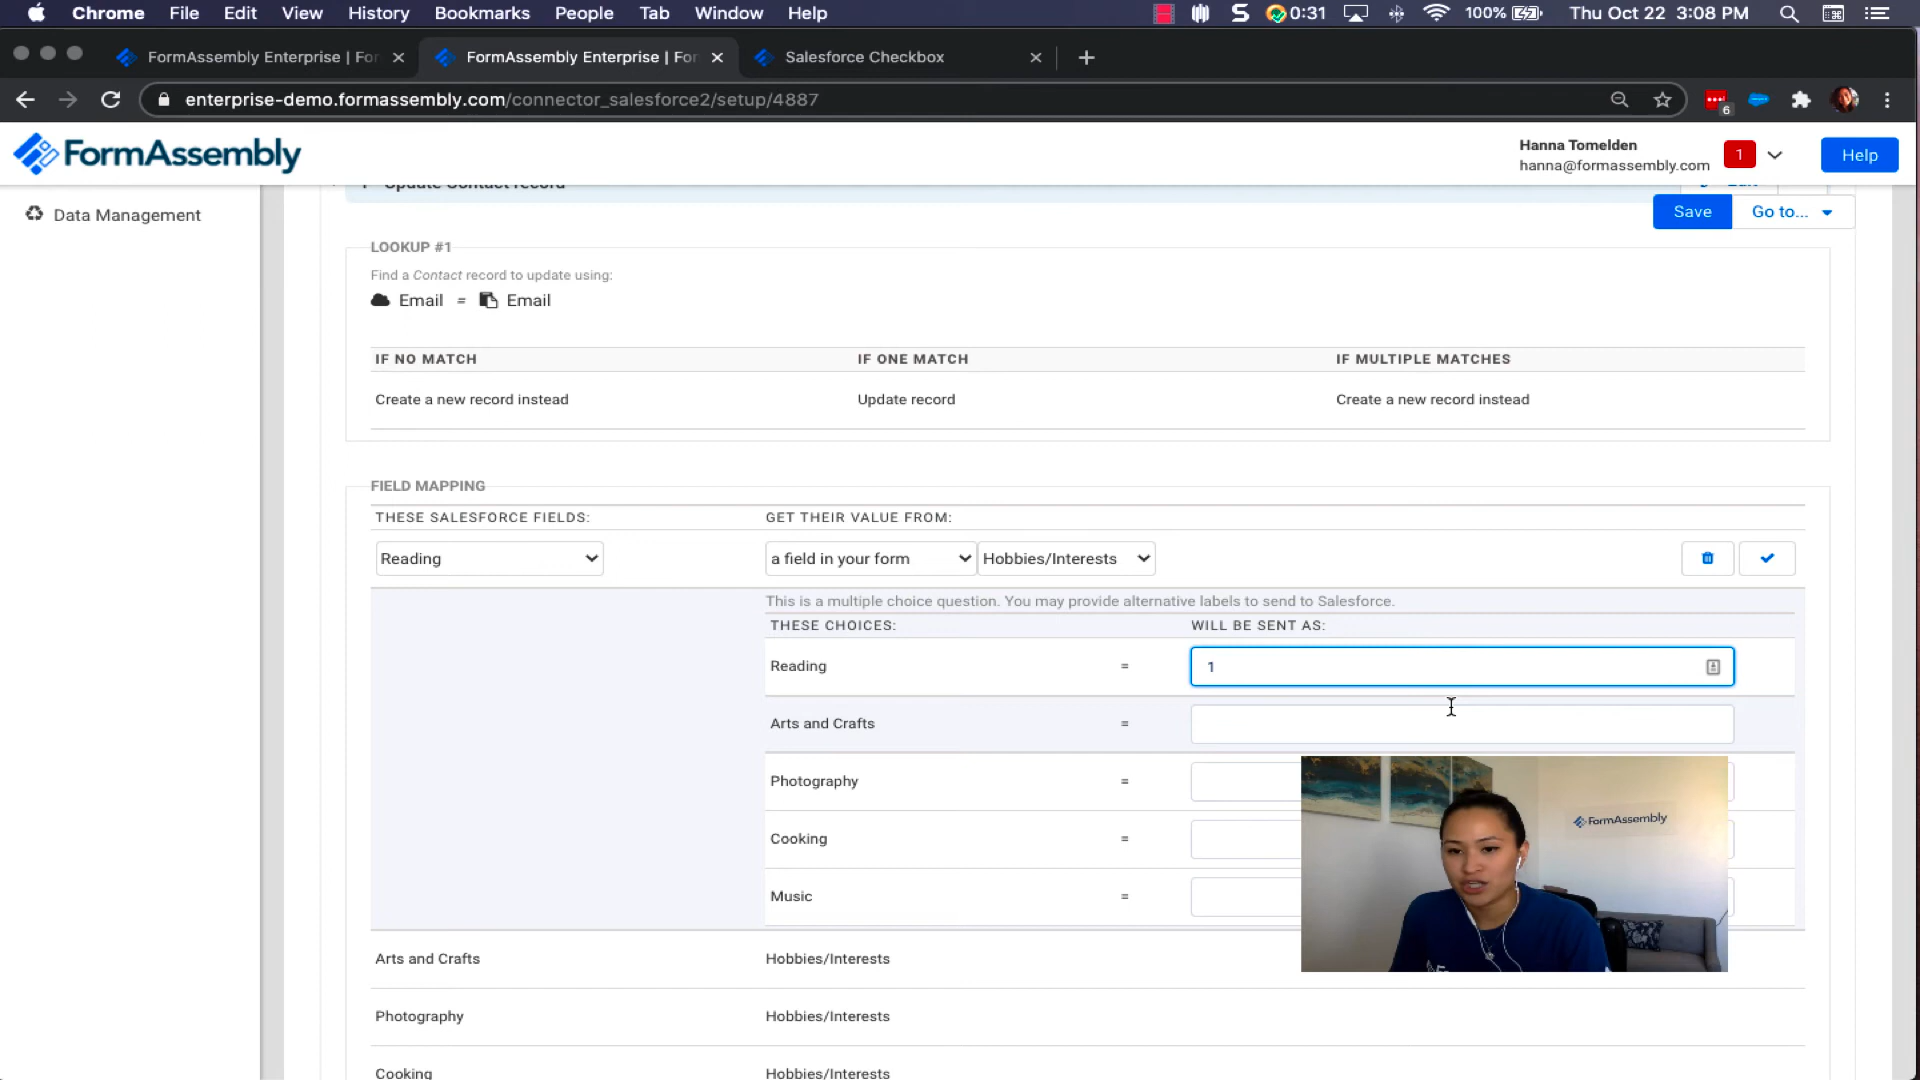 Chrome File Edit View History Bookmarks People Tab Window Help 0:31 100% Thu Oct 22 3:08 PM
FormAssembly Enterprise | For FormAssembly Enterprise | For Salesforce Checkbox
enterprise-demo.formassembly.com/connector_salesforce2/setup/4887 6
FormAssembly
Hanna Tomelden
hanna@formassembly.com
1
Help
Data Management
Update Contact record
Edit
Save Go to...
LOOKUP #1
Find a Contact record to update using:
Email = Email
IF NO MATCH IF ONE MATCH IF MULTIPLE MATCHES
Create a new record instead Update record Create a new record instead
FIELD MAPPING
THESE SALESFORCE FIELDS: GET THEIR VALUE FROM:
Reading a field in your form Hobbies/Interests
This is a multiple choice question. You may provide alternative labels to send to Salesforce.
THESE CHOICES: WILL BE SENT AS:
Reading = 1
Arts and Crafts =
Photography =
Cooking =
Music =
FormAssembly
Arts and Crafts Hobbies/Interests
Photography Hobbies/Interests
Cooking Hobbies/Interests